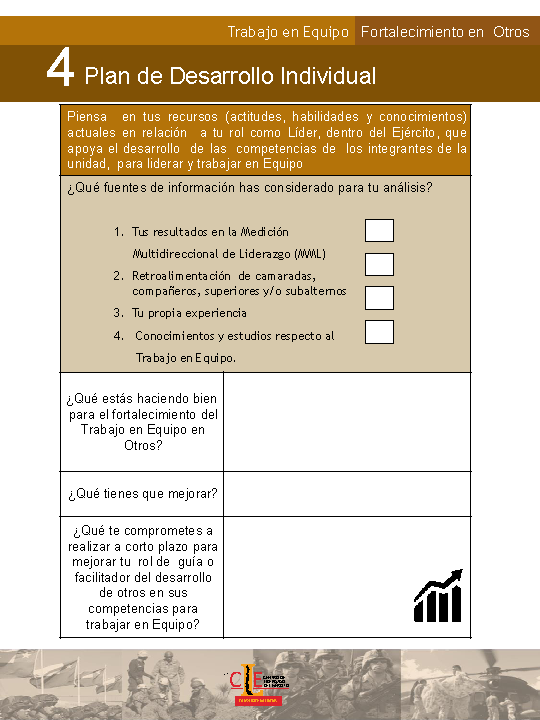 Trabajo en Equipo Fortalecimiento en Otros
4 Plan de Desarrollo Individual
Piensa en tus recursos (actitudes, habilidades y conocimientos)
actuales en relación a tu rol como Líder, dentro del Ejército, que
apoya el desarrollo de las competencias de los integrantes de la
unidad, para liderar y trabajar en Equipo
¿Qué fuentes de información has considerado para tu análisis?
1. Tus resultados en la Medición
Multidireccional de Liderazgo (MML)
2. Retroalimentación de camaradas,
compañeros, superiores y/o subalternos
3. Tu propia experiencia
4. Conocimientos y estudios respecto al
Trabajo en Equipo.
¿Qué estás haciendo bien
para el fortalecimiento del
Trabajo en Equipo en
Otros?
¿Qué tienes que mejorar?
¿Qué te comprometes a
realizar a corto plazo para
mejorar tu rol de guía o
facilitador del desarrollo
de otros en sus
competencias para
trabajar en Equipo?
CLE